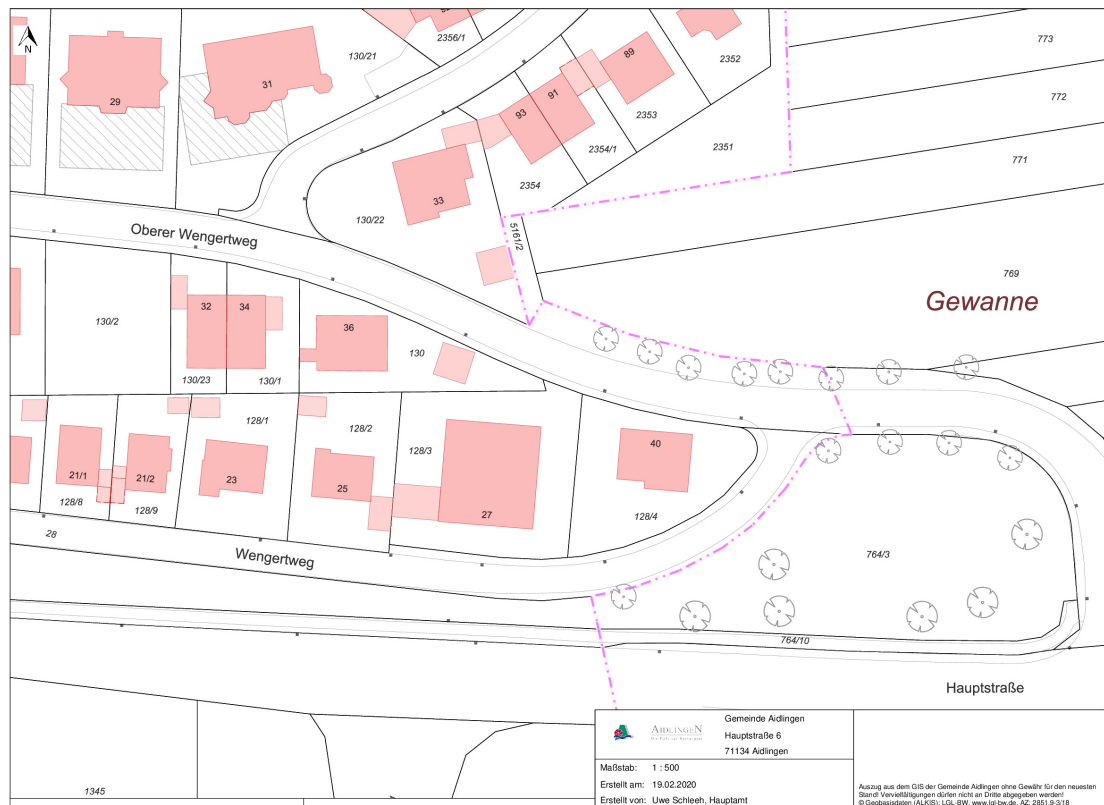 N
29
31
130/21
2356/1
89
91
93
2352
2353
2354/1
2354
2351
773
772
771
33
130/22
5161/2
Oberer Wengertweg
769
Gewanne
130/2
32
34
36
130
130/23
130/1
128/1
128/2
128/3
40
21/1
21/2
23
25
27
128/8
128/9
128/4
28
Wengertweg
764/3
764/10
Hauptstraße
1345
AIDLINGEN
Gemeinde Aidlingen
Hauptstraße 6
71134 Aidlingen
Maßstab: 1 : 500
Erstellt am: 19.02.2020
Erstellt von: Uwe Schleeh, Hauptamt
Auszug aus dem GIS der Gemeinde Aidlingen ohne Gewähr für den neuesten
Stand! Vervielfältigungen dürfen nicht an Dritte abgegeben werden!
© Geobasisdaten (ALKIS): LGL-BW, www.lgl-bw.de, AZ: 2851.9-3/18